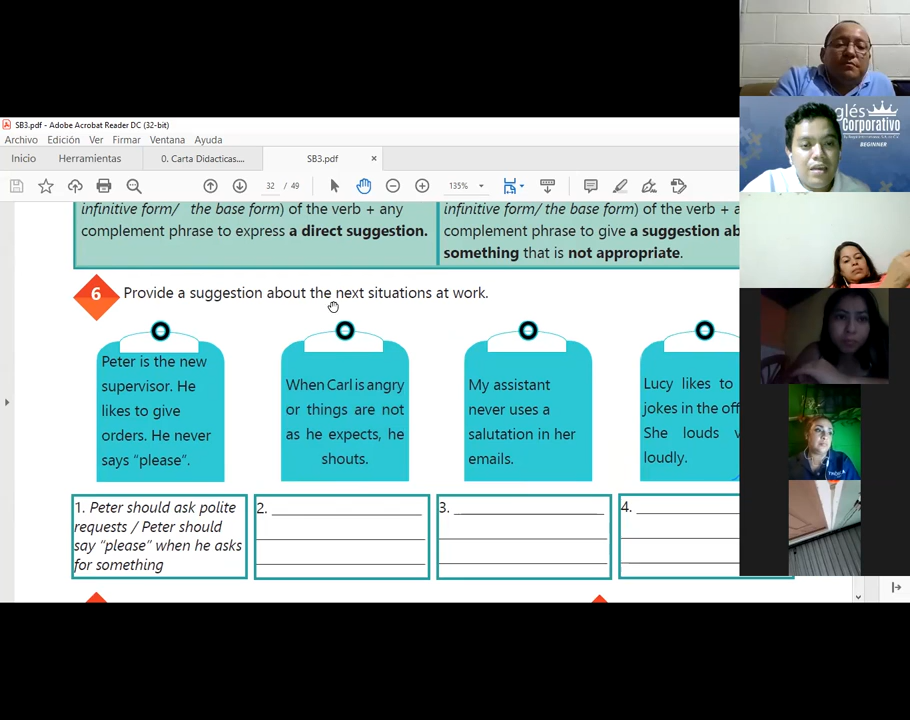 SB3.pdf - Adobe Acrobat Reader DC (32-bit)
Archivo Edición Ver Firmar Ventana Ayuda
Inicio Herramientas 0. Carta Didacticas.... SB3.pdf ×
32 / 49 135%
infinitive form/ the base form) of the verb + any
complement phrase to express a direct suggestion.
infinitive form/ the base form) of the verb + a
complement phrase to give a suggestion ab
something that is not appropriate.
6 Provide a suggestion about the next situations at work.
Peter is the new
supervisor. He
likes to give
orders. He never
says “please”.
When Carl is angry
or things are not
as he expects, he
shouts.
My assistant
never uses a
salutation in her
emails.
Lucy likes to
jokes in the off
She louds v
loudly.
1. Peter should ask polite
requests / Peter should
say “please” when he asks
for something
2.
3.
4.
glés
Corporativo
BEGINNER